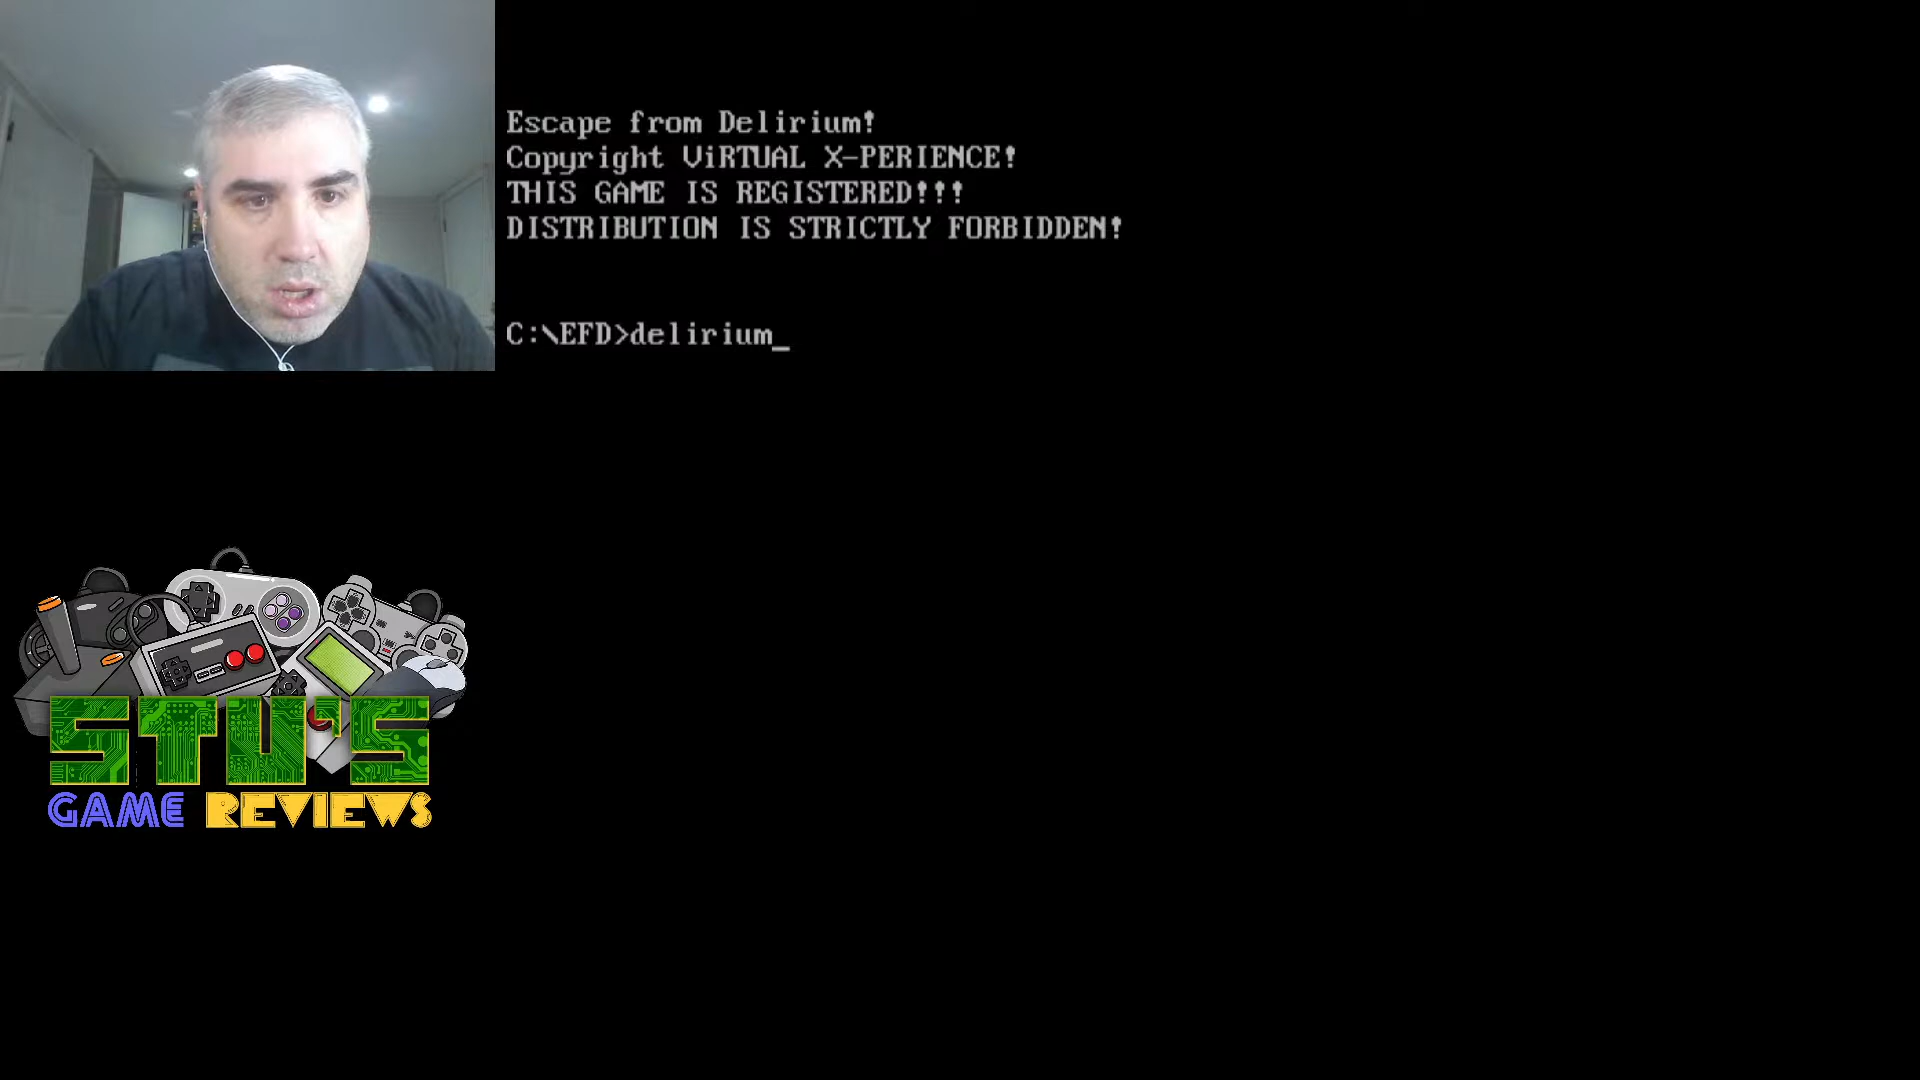 Escape from Delirium!
Copyright ViRTUAL X-PERIENCE!
THIS GAME IS REGISTERED!!!
DISTRIBUTION IS STRICTLY FORBIDDEN!
C:\EFD>delirium_
STU'S
GAME REVIEWS